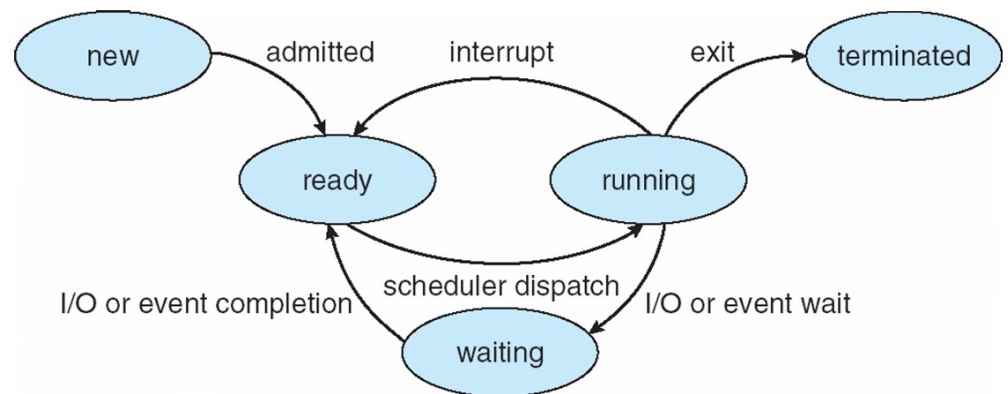 new
admitted
interrupt
exit
terminated
ready
running
I/O or event completion
scheduler dispatch
I/O or event wait
waiting